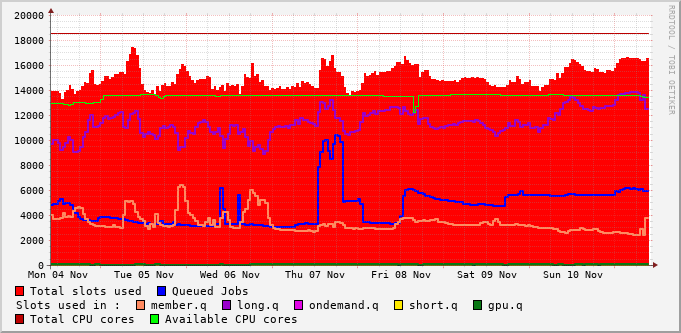 RRDTOOL / TOBI OETIKER
20000
18000
16000
14000
12000
10000
8000
6000
4000
2000
0
Mon 04 Nov Tue 05 Nov Wed 06 Nov Thu 07 Nov Fri 08 Nov Sat 09 Nov Sun 10 Nov
Total slots used Queued Jobs
Slots used in : member.q long.q ondemand.q short.q gpu.q
Total CPU cores Available CPU cores